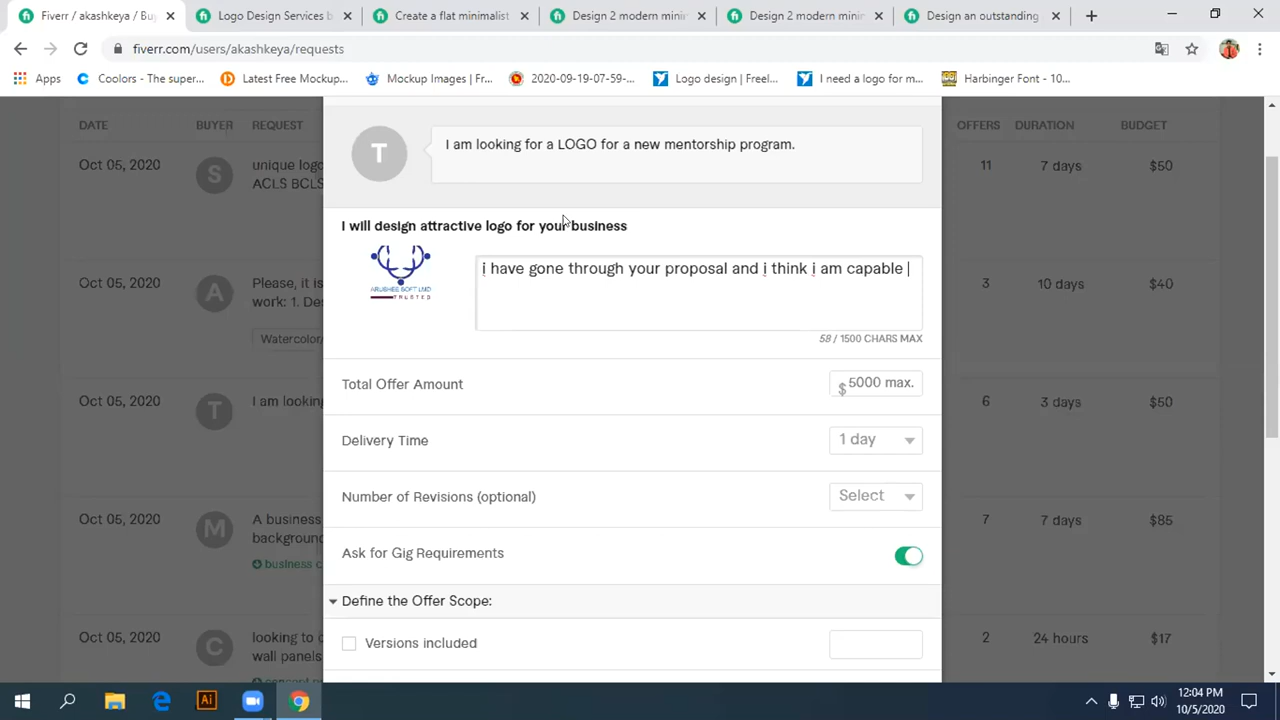 Fiverr / akashkeya / Bu
Logo Design Services b
Create a flat minimalist
Design 2 modern mini
Design 2 modern mini
Design an outstanding
fiverr.com/users/akashkeya/requests
Apps
Coolors - The super...
Latest Free Mockup...
Mockup Images | Fr...
2020-09-19-07-59-...
Logo design | Freel...
I need a logo for m...
Harbinger Font - 10...
DATE BUYER REQUEST OFFERS DURATION BUDGET
T
I am looking for a LOGO for a new mentorship program.
Oct 05, 2020 S unique logo 11 7 days $50
ACLS BCLS
I will design attractive logo for your business
i have gone through your proposal and i think i am capable
ARUSHEE SOFT LMD
TRUSTED
58 / 1500 CHARS MAX
Oct 05, 2020 A Please, it is 3 10 days $40
work: 1. Des
Watercolor/
Total Offer Amount $ 5000 max.
Oct 05, 2020 T I am looking 6 3 days $50
Delivery Time 1 day
Number of Revisions (optional) Select
Oct 05, 2020 M A business 7 7 days $85
background
business c
Ask for Gig Requirements
Define the Offer Scope:
Oct 05, 2020 C looking to c 2 24 hours $17
wall panels
Versions included
Ai
12:04 PM
10/5/2020